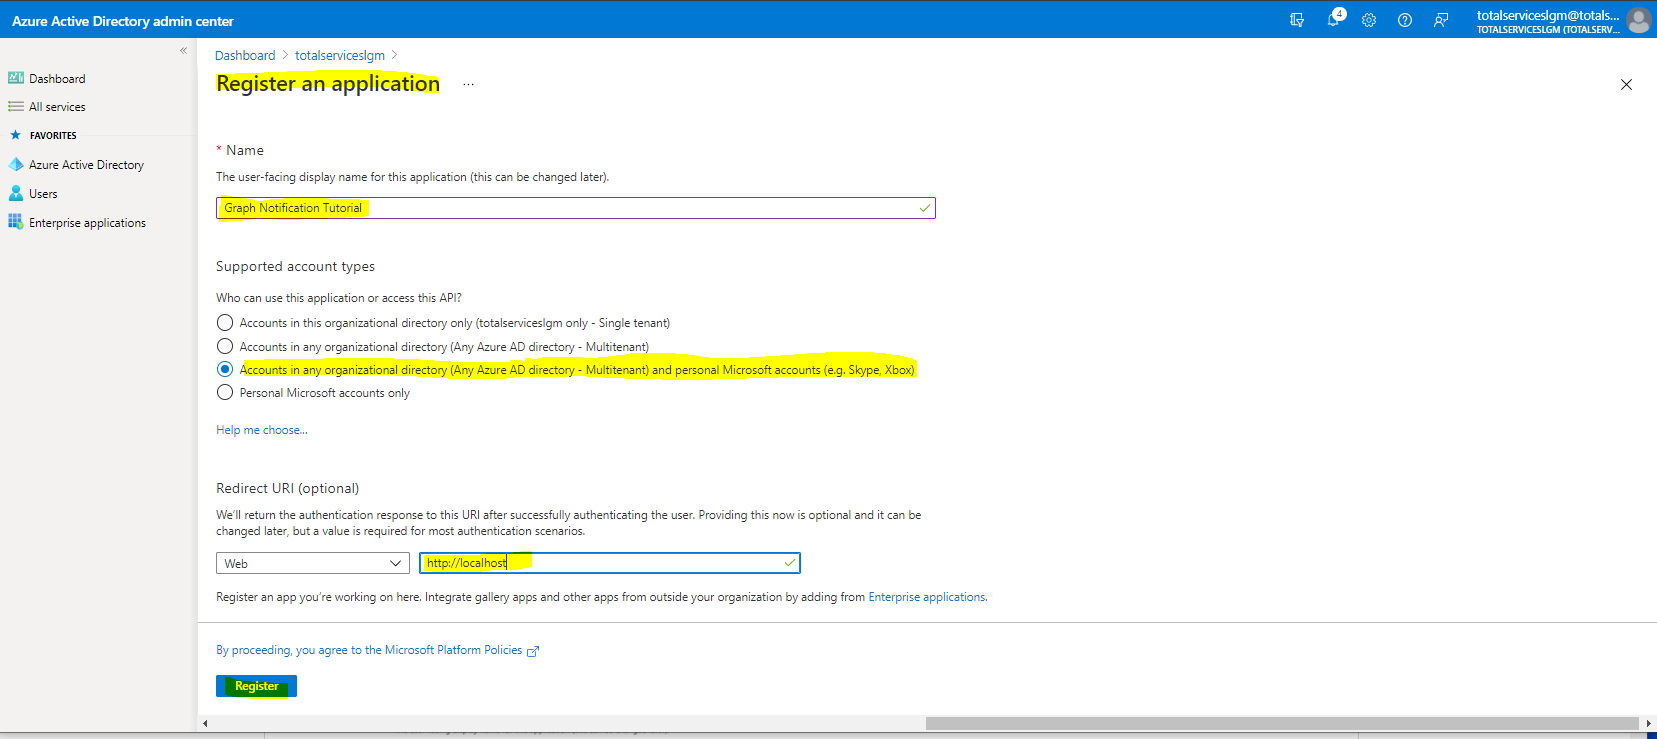 Azure Active Directory admin center
4
totalserviceslgm@totals...
TOTALSERVICESLGM (TOTALSERV...
«
Dashboard
All services
FAVORITES
Azure Active Directory
Users
Enterprise applications
Dashboard > totalserviceslgm >
Register an application ...
* Name
The user-facing display name for this application (this can be changed later).
Graph Notification Tutorial
Supported account types
Who can use this application or access this API?
Accounts in this organizational directory only (totalserviceslgm only - Single tenant)
Accounts in any organizational directory (Any Azure AD directory - Multitenant)
Accounts in any organizational directory (Any Azure AD directory - Multitenant) and personal Microsoft accounts (e.g. Skype, Xbox)
Personal Microsoft accounts only
Help me choose...
Redirect URI (optional)
We'll return the authentication response to this URI after successfully authenticating the user. Providing this now is optional and it can be
changed later, but a value is required for most authentication scenarios.
Web
http://localhost
Register an app you're working on here. Integrate gallery apps and other apps from outside your organization by adding from Enterprise applications.
By proceeding, you agree to the Microsoft Platform Policies
Register